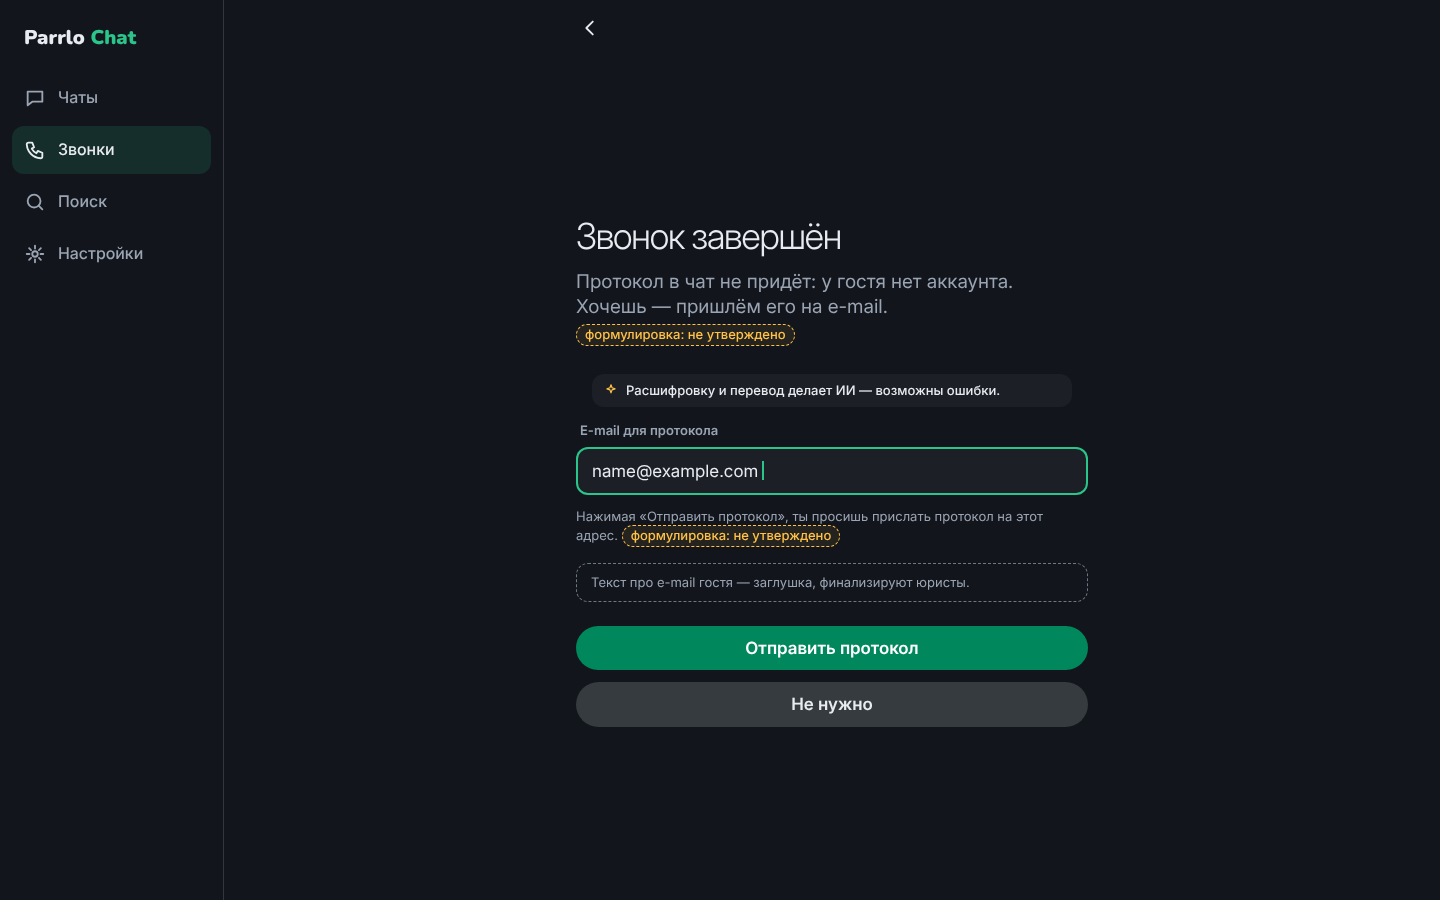 Parrlo Chat
Чаты
Звонки
Поиск
Настройки
Звонок завершён
Протокол в чат не придёт: у гостя нет аккаунта.
Хочешь — пришлём его на e-mail.
формулировка: не утверждено
Расшифровку и перевод делает ИИ — возможны ошибки.
E-mail для протокола
name@example.com
Нажимая «Отправить протокол», ты просишь прислать протокол на этот
адрес. формулировка: не утверждено
Текст про e-mail гостя — заглушка, финализируют юристы.
Отправить протокол
Не нужно